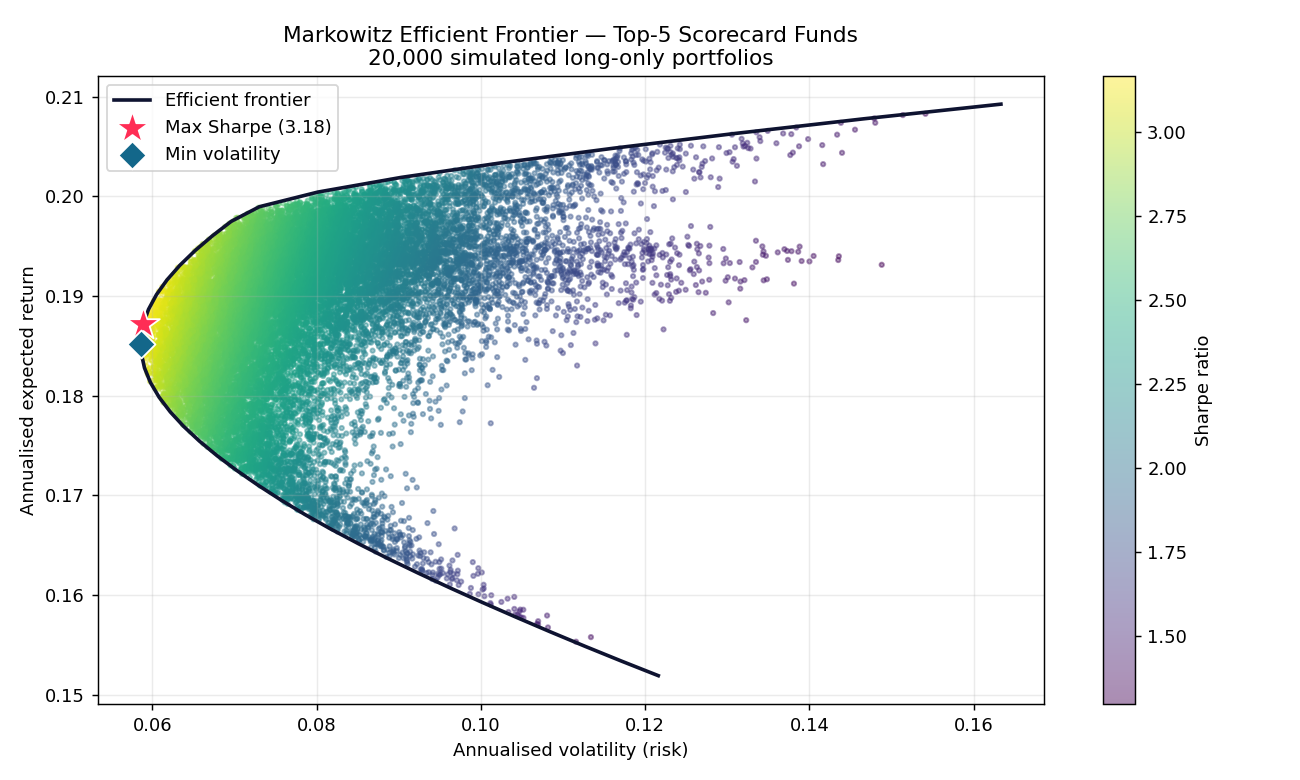 Markowitz Efficient Frontier — Top-5 Scorecard Funds
20,000 simulated long-only portfolios
Efficient frontier
Max Sharpe (3.18)
Min volatility
Annualised expected return
0.21
0.20
0.19
0.18
0.17
0.16
0.15
0.06 0.08 0.10 0.12 0.14 0.16
Annualised volatility (risk)
3.00
2.75
2.50
2.25
2.00
1.75
1.50
Sharpe ratio